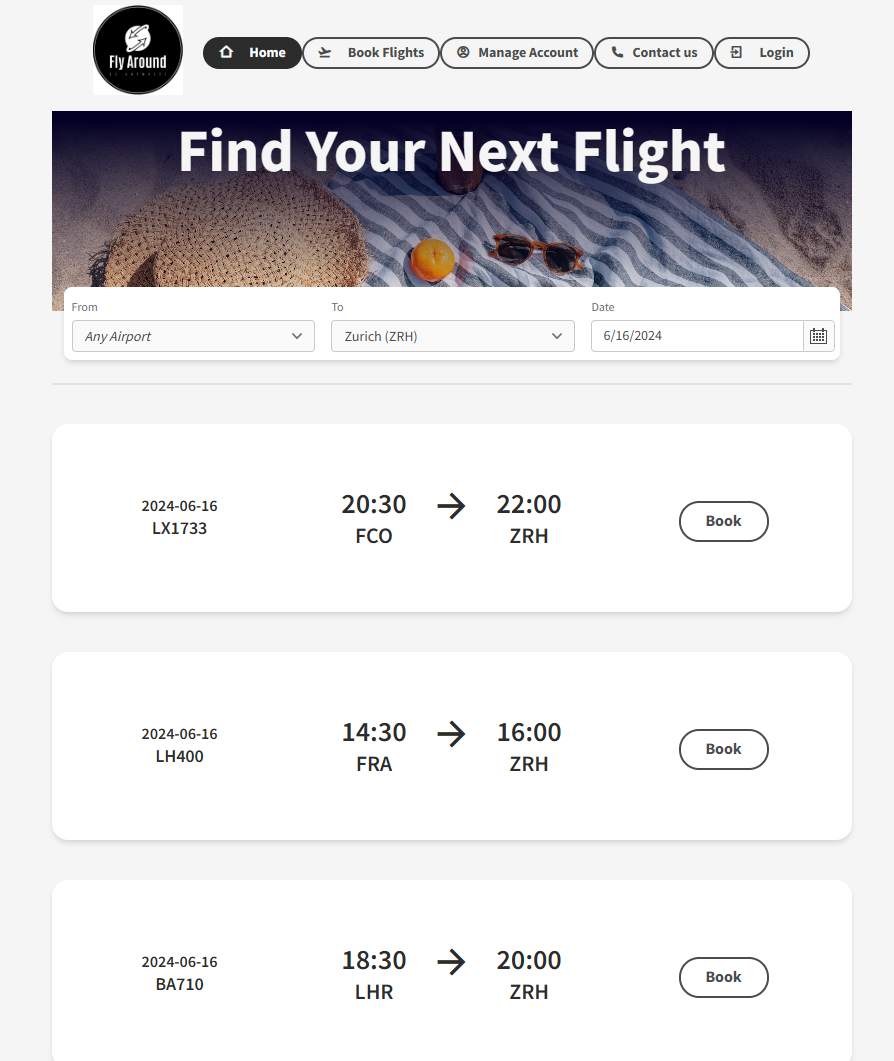 Fly Around
Home
Book Flights
Manage Account
Contact us
Login
Find Your Next Flight
From
To
Date
Any Airport
Zurich (ZRH)
6/16/2024
2024-06-16
LX1733
20:30
FCO
22:00
ZRH
Book
2024-06-16
LH400
14:30
FRA
16:00
ZRH
Book
2024-06-16
BA710
18:30
LHR
20:00
ZRH
Book